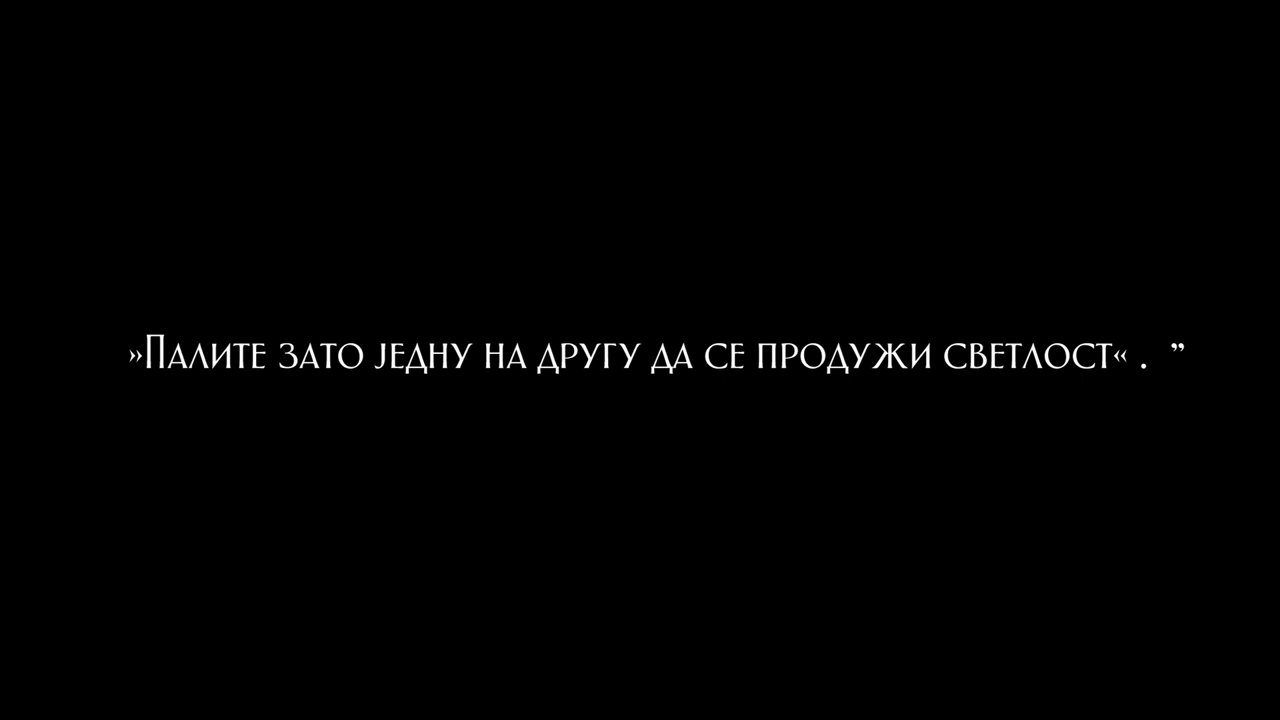 »Палите зато једну на другу да се продужи светлост« . ”